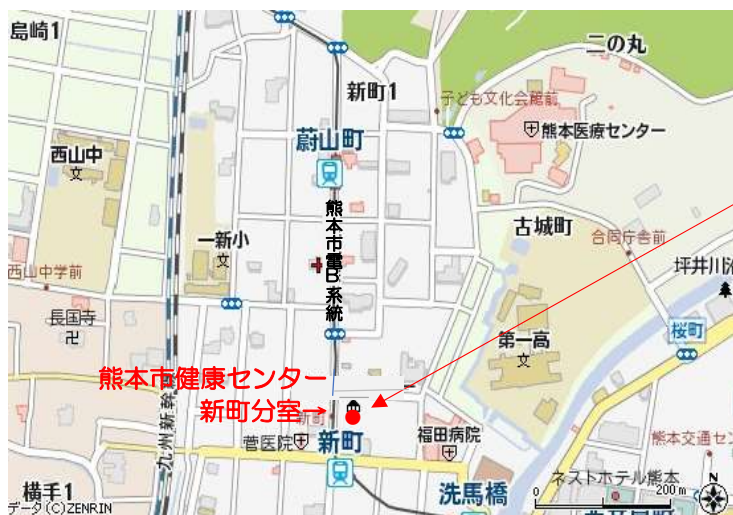 島崎1
二の丸
新町1
子ども文化会館前
熊本医療センター
蔚山町
西山中
文
熊本市電B系統
古城町
一新小
文
合同庁舎前
坪井川
西山中学前
長国寺
第一高
文
桜町
熊本市健康センター
新町分室→
新町
九州新幹線
菅医院
新町
福田病院
熊本交通セン
横手1
洗馬橋
ネストホテル熊本
N
0 200m
データ(C)ZENRIN